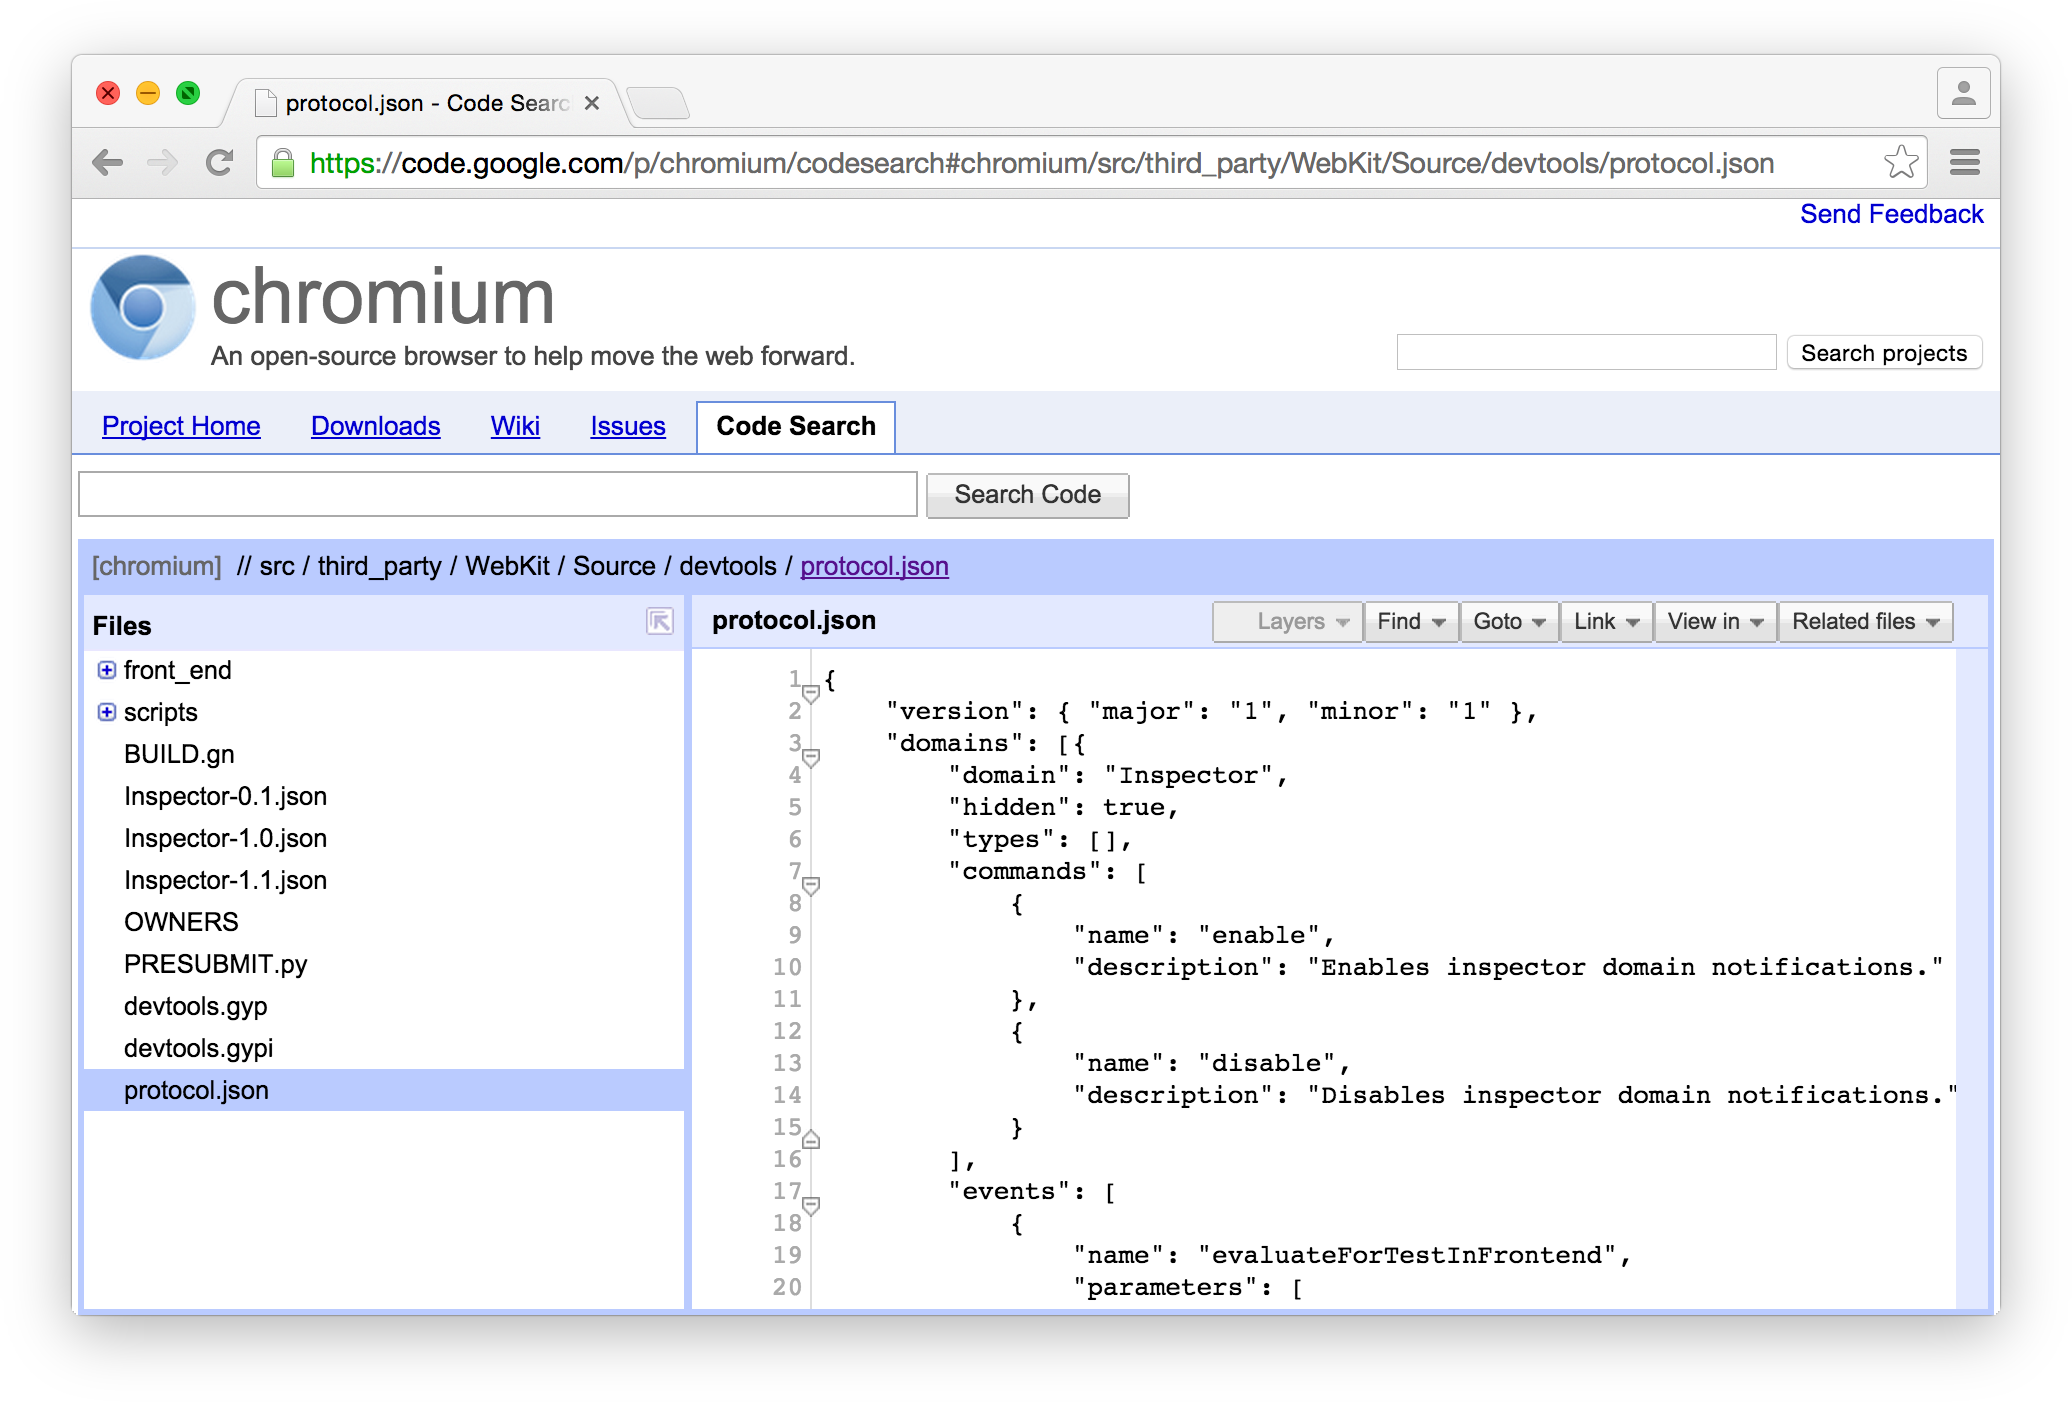 protocol.json - Code Searc
https://code.google.com/p/chromium/codesearch#chromium/src/third_party/WebKit/Source/devtools/protocol.json
Send Feedback
chromium
An open-source browser to help move the web forward.
Search projects
Project Home Downloads Wiki Issues Code Search
Search Code
[chromium] // src / third_party / WebKit / Source / devtools / protocol.json
Files
front_end
scripts
BUILD.gn
Inspector-0.1.json
Inspector-1.0.json
Inspector-1.1.json
OWNERS
PRESUBMIT.py
devtools.gyp
devtools.gypi
protocol.json
protocol.json Layers Find Goto Link View in Related files
1 {
2     "version": { "major": "1", "minor": "1" },
3     "domains": [{
4         "domain": "Inspector",
5         "hidden": true,
6         "types": [],
7         "commands": [
8             {
9                 "name": "enable",
10                 "description": "Enables inspector domain notifications."
11             },
12             {
13                 "name": "disable",
14                 "description": "Disables inspector domain notifications."
15             }
16         ],
17         "events": [
18             {
19                 "name": "evaluateForTestInFrontend",
20                 "parameters": [